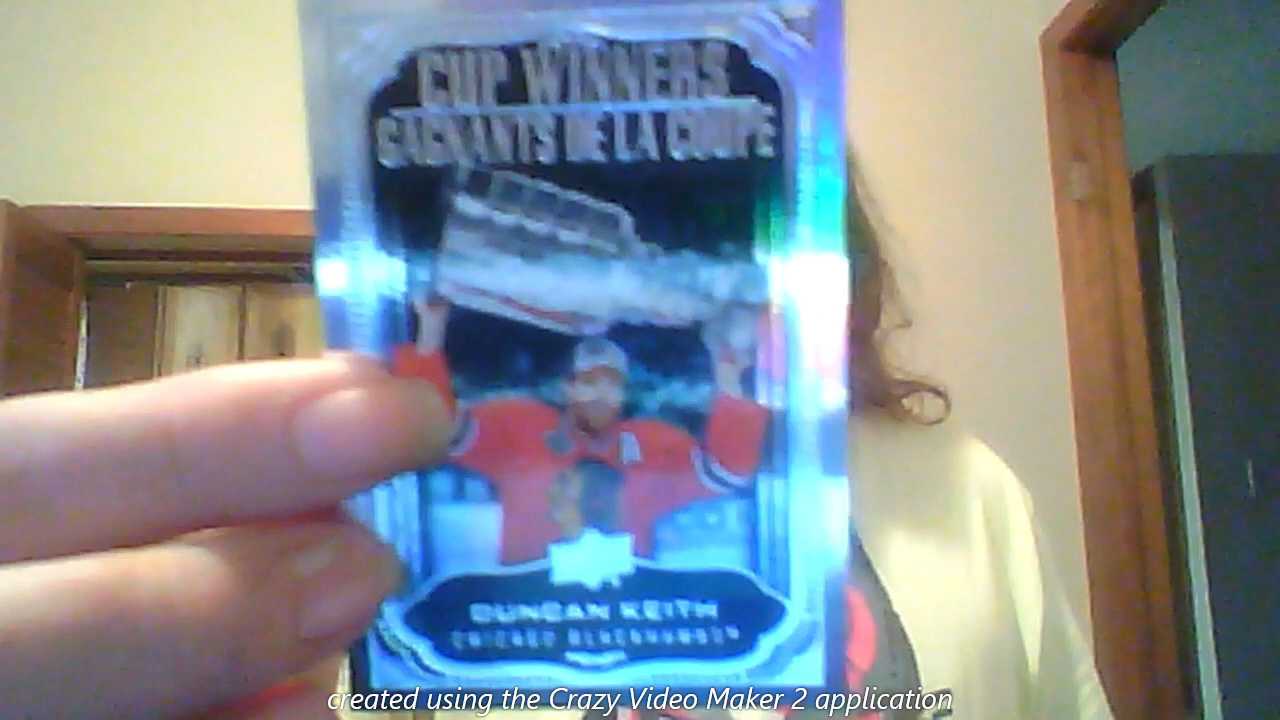 CUP WINNERS
GAGNANTS DE LA COUPE
DUNCAN KEITH
CHICAGO BLACKHAWKS®
created using the Crazy Video Maker 2 application